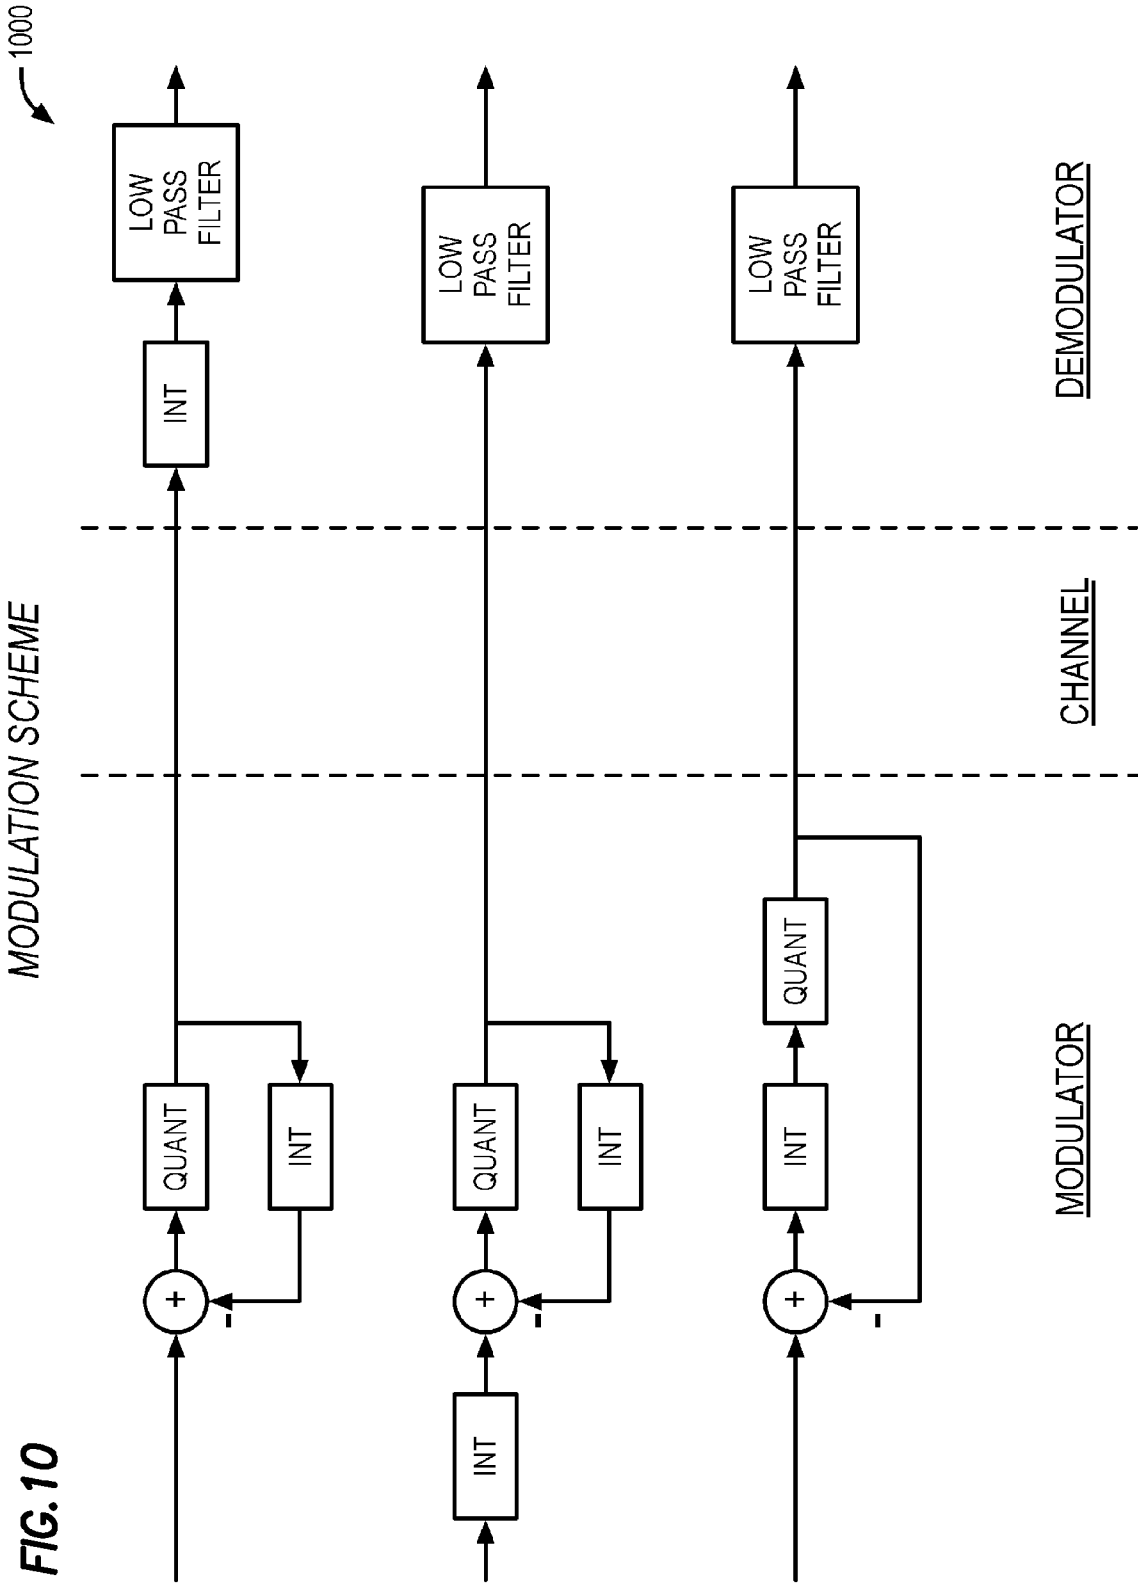 FIG.10
MODULATION SCHEME
1000
+
QUANT
INT
-
INT
LOW
PASS
FILTER
INT
+
QUANT
INT
-
LOW
PASS
FILTER
+
INT
QUANT
-
LOW
PASS
FILTER
MODULATOR
CHANNEL
DEMODULATOR